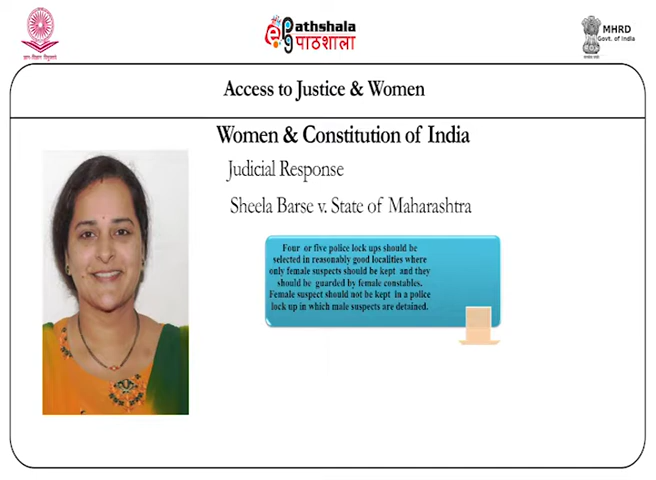 Pathshala
पाठशाला
MHRD
Govt. of India
Access to Justice & Women
Women & Constitution of India
Judicial Response
Sheela Barse v. State of Maharashtra
Four or five police lock ups should be
selected in reasonably good localities where
only female suspects should be kept and they
should be guarded by female constables.
Female suspect should not be kept in a police
lock up in which male suspects are detained.